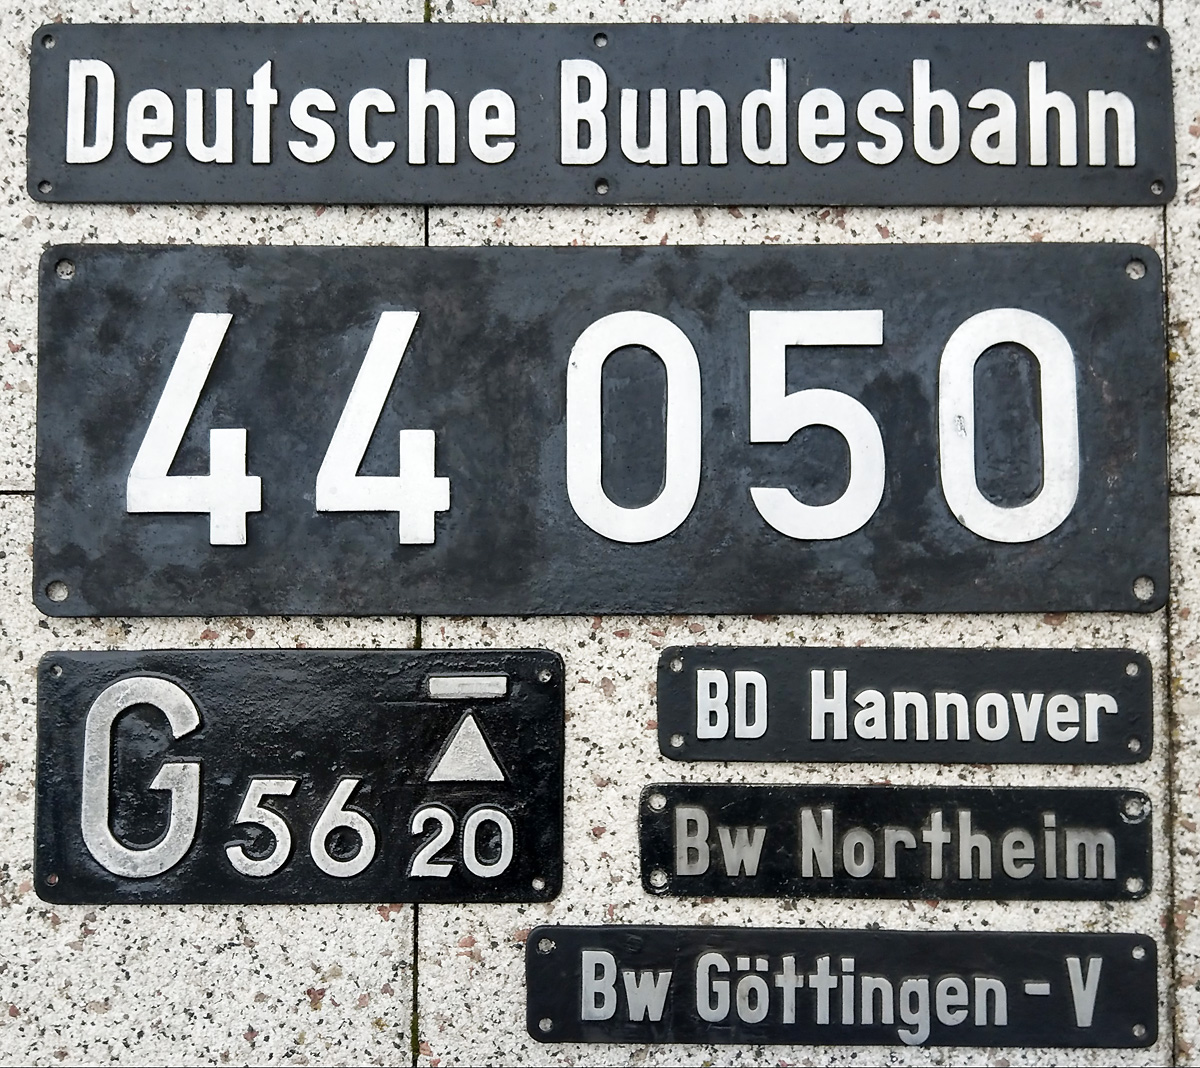 Deutsche Bundesbahn
44 050
G 56 20
BD Hannover
Bw Northeim
Bw Göttingen - V